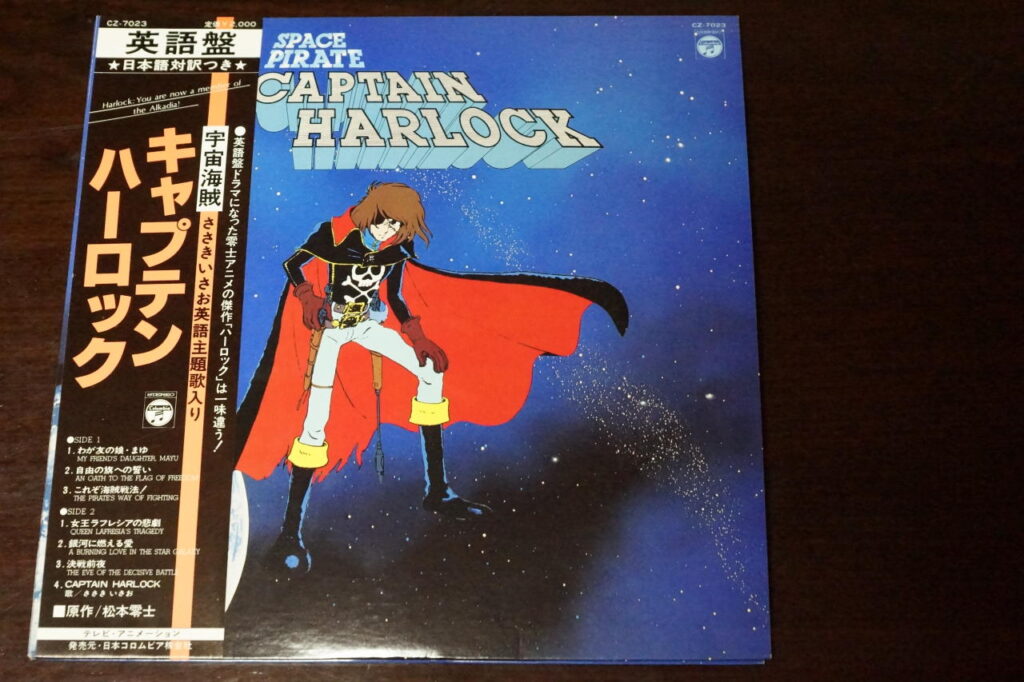 CZ-7023 定価¥2,000
英語盤
★日本語対訳つき★
Harlock: You are now a member of
the Alkadia!
宇宙海賊
キャプテン
ハーロック
ささきいさお英語主題歌入り
●英語盤ドラマになった零士アニメの傑作「ハーロック」は一味違う!
STEREO
Columbia
●SIDE 1
1. わが友の娘・まゆ
MY FRIEND'S DAUGHTER, MAYU
2. 自由の旗への誓い
AN OATH TO THE FLAG OF FREEDOM
3. これぞ海賊戦法!
THE PIRATE'S WAY OF FIGHTING
●SIDE 2
1. 女王ラフレシアの悲劇
QUEEN LAFRESIA'S TRAGEDY
2. 銀河に燃える愛
A BURNING LOVE IN THE STAR GALAXY
3. 決戦前夜
THE EVE OF THE DECISIVE BATTLE
4. CAPTAIN HARLOCK
歌/ささきいさお
■原作/松本零士
テレビ・アニメーション
発売元・日本コロムビア株式会社
CZ-7023
Columbia
SPACE
PIRATE
CAPTAIN
HARLOCK